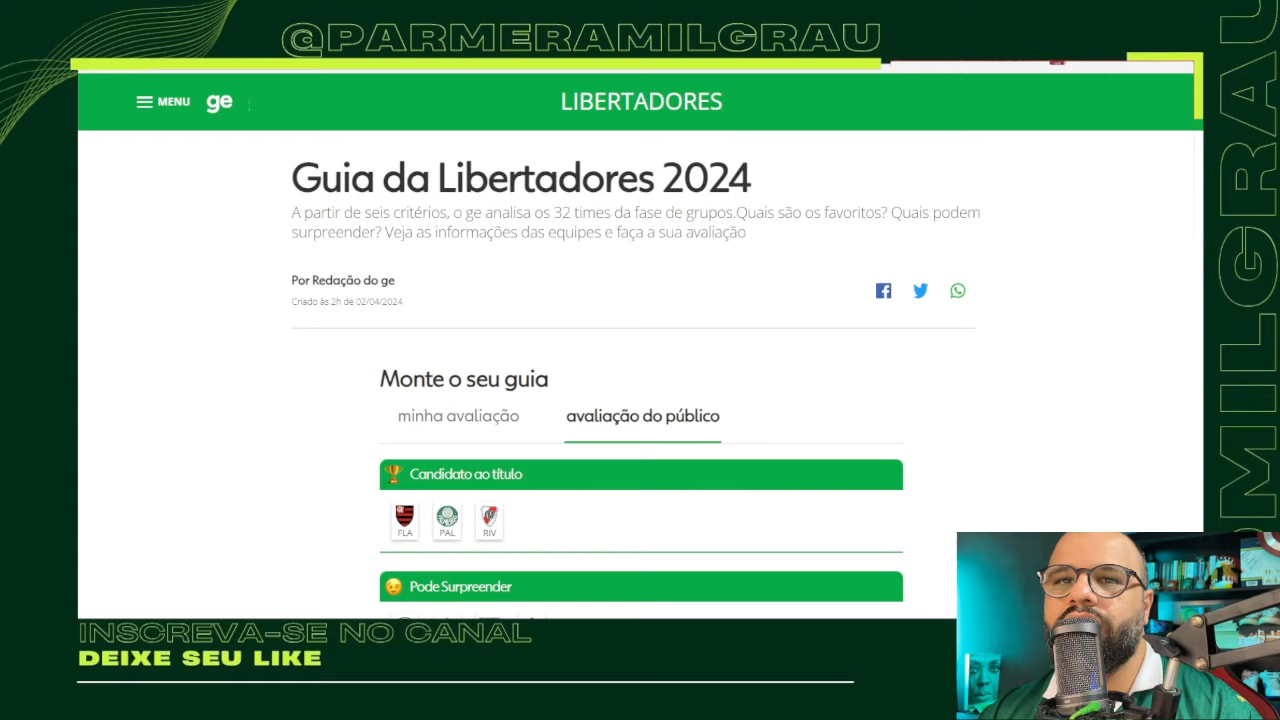 @PARMERAMILGRAU
MENU
ge
LIBERTADORES
Guia da Libertadores 2024
A partir de seis critérios, o ge analisa os 32 times da fase de grupos.Quais são os favoritos? Quais podem
surpreender? Veja as informações das equipes e faça a sua avaliação
Por Redação do ge
Criado às 2h de 02/04/2024
Monte o seu guia
minha avaliação
avaliação do público
Candidato ao título
FLA
PAL
RIV
Pode Surpreender
INSCREVA-SE NO CANAL
DEIXE SEU LIKE
MILGRAU